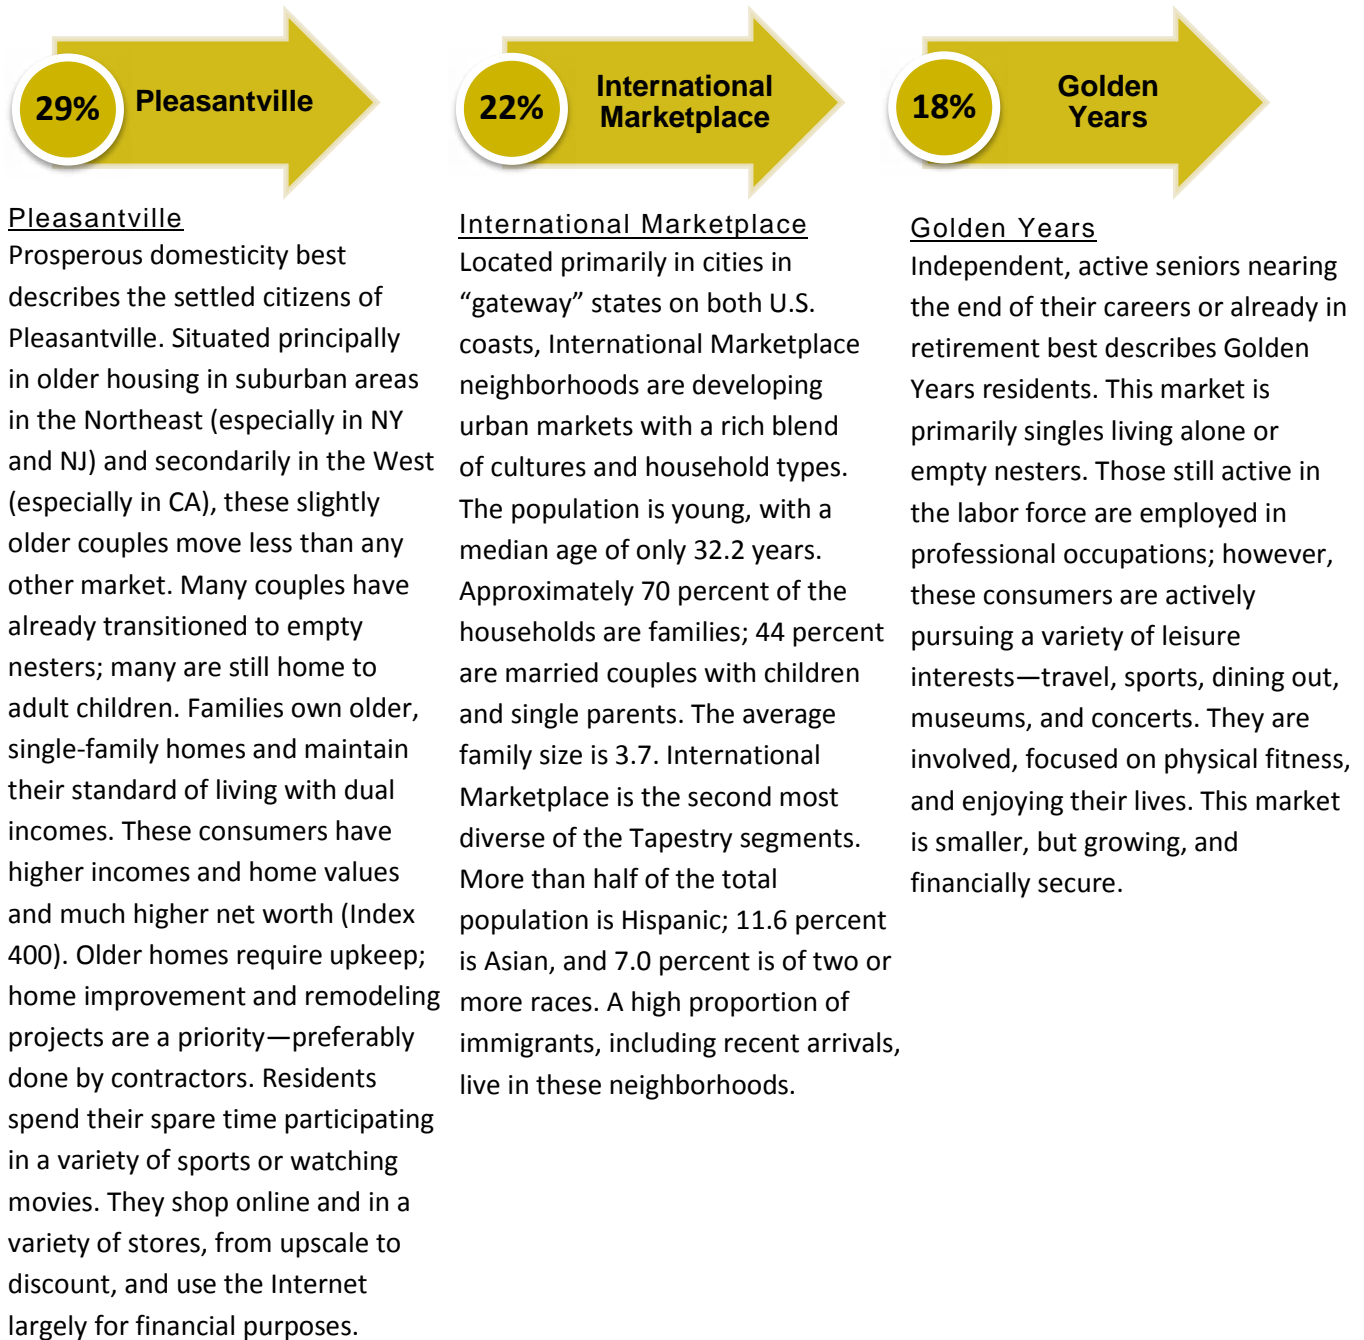 29%
Pleasantville
22%
International
Marketplace
18%
Golden
Years
Pleasantville
Prosperous domesticity best
describes the settled citizens of
Pleasantville. Situated principally
in older housing in suburban areas
in the Northeast (especially in NY
and NJ) and secondarily in the West
(especially in CA), these slightly
older couples move less than any
other market. Many couples have
already transitioned to empty
nesters; many are still home to
adult children. Families own older,
single-family homes and maintain
their standard of living with dual
incomes. These consumers have
higher incomes and home values
and much higher net worth (Index
400). Older homes require upkeep;
home improvement and remodeling
projects are a priority—preferably
done by contractors. Residents
spend their spare time participating
in a variety of sports or watching
movies. They shop online and in a
variety of stores, from upscale to
discount, and use the Internet
largely for financial purposes.
International Marketplace
Located primarily in cities in
“gateway” states on both U.S.
coasts, International Marketplace
neighborhoods are developing
urban markets with a rich blend
of cultures and household types.
The population is young, with a
median age of only 32.2 years.
Approximately 70 percent of the
households are families; 44 percent
are married couples with children
and single parents. The average
family size is 3.7. International
Marketplace is the second most
diverse of the Tapestry segments.
More than half of the total
population is Hispanic; 11.6 percent
is Asian, and 7.0 percent is of two or
more races. A high proportion of
immigrants, including recent arrivals,
live in these neighborhoods.
Golden Years
Independent, active seniors nearing
the end of their careers or already in
retirement best describes Golden
Years residents. This market is
primarily singles living alone or
empty nesters. Those still active in
the labor force are employed in
professional occupations; however,
these consumers are actively
pursuing a variety of leisure
interests—travel, sports, dining out,
museums, and concerts. They are
involved, focused on physical fitness,
and enjoying their lives. This market
is smaller, but growing, and
financially secure.